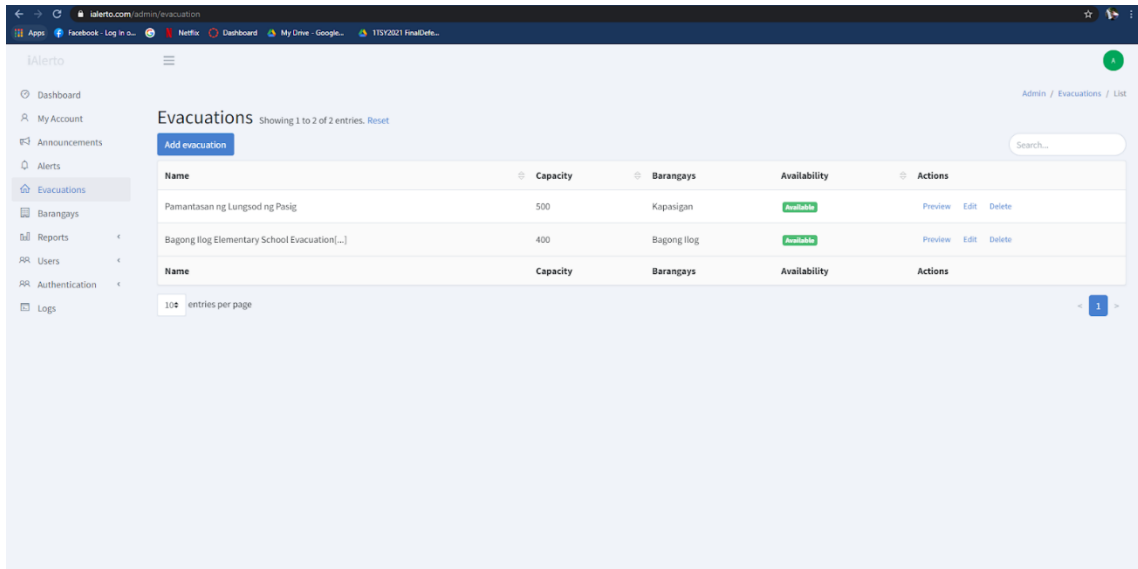 ialerto.com/admin/evacuation
Apps Facebook - Log In o... Netflix Dashboard My Drive - Google... 1TSY2021 FinalDefe...
iAlerto
A
Dashboard
My Account
Announcements
Alerts
Evacuations
Barangays
Reports
Users
Authentication
Logs
Admin / Evacuations / List
Evacuations Showing 1 to 2 of 2 entries. Reset
Add evacuation
Search...
Name Capacity Barangays Availability Actions
Pamantasan ng Lungsod ng Pasig 500 Kapasigan Available Preview Edit Delete
Bagong Ilog Elementary School Evacuation[...] 400 Bagong Ilog Available Preview Edit Delete
Name Capacity Barangays Availability Actions
10 entries per page
< 1 >